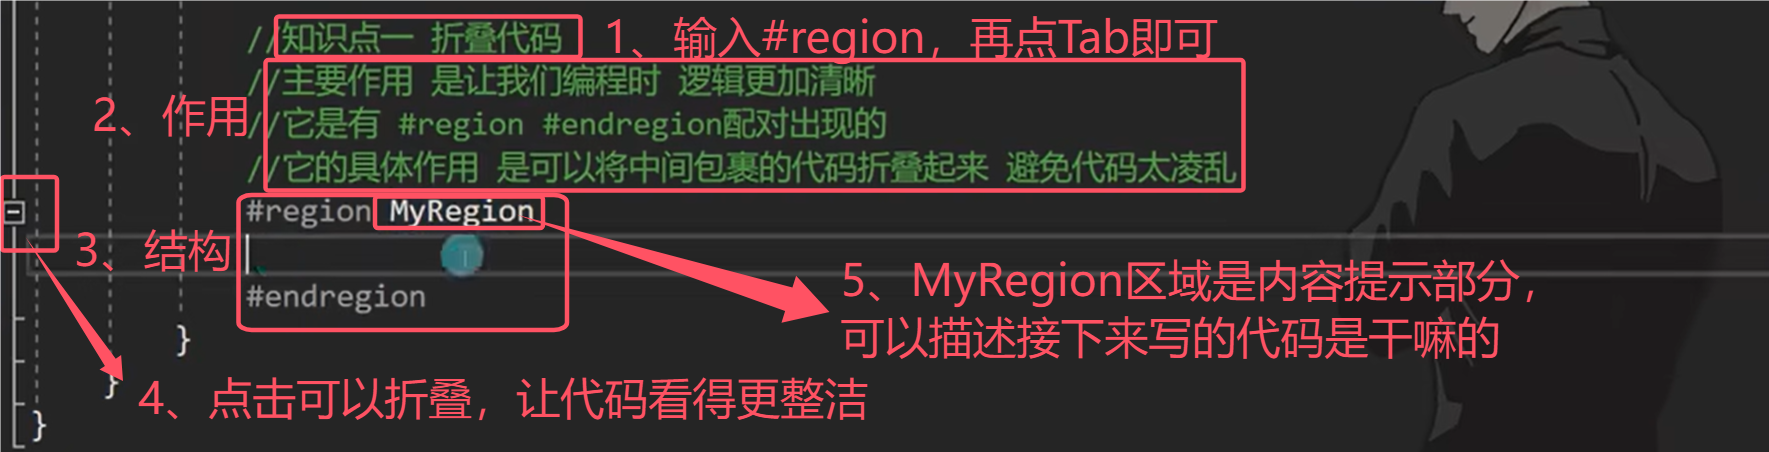 //知识点一 折叠代码
1、输入#region，再点Tab即可
//主要作用 是让我们编程时 逻辑更加清晰
2、作用
//它是有 #region #endregion配对出现的
//它的具体作用 是可以将中间包裹的代码折叠起来 避免代码太凌乱
#region MyRegion
3、结构
#endregion
5、MyRegion区域是内容提示部分，
可以描述接下来写的代码是干嘛的
}
}
4、点击可以折叠，让代码看得更整洁
}